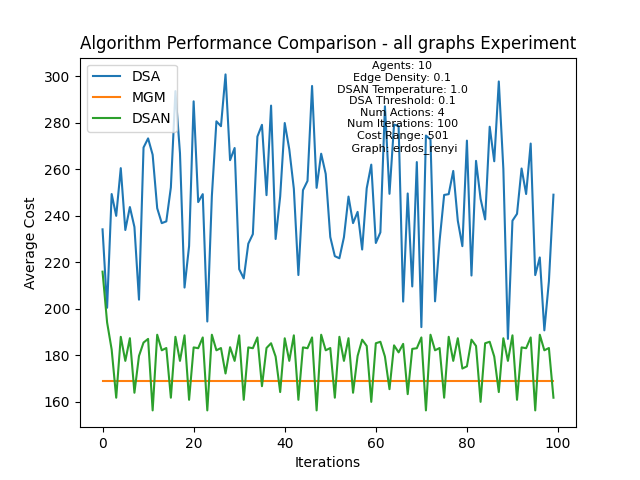 Algorithm Performance Comparison - all graphs Experiment
DSA
MGM
DSAN
Agents: 10
Edge Density: 0.1
DSAN Temperature: 1.0
DSA Threshold: 0.1
Num Actions: 4
Num Iterations: 100
Cost Range: 501
Graph: erdos_renyi
Average Cost
300
280
260
240
220
200
180
160
0
20
40
60
80
100
Iterations